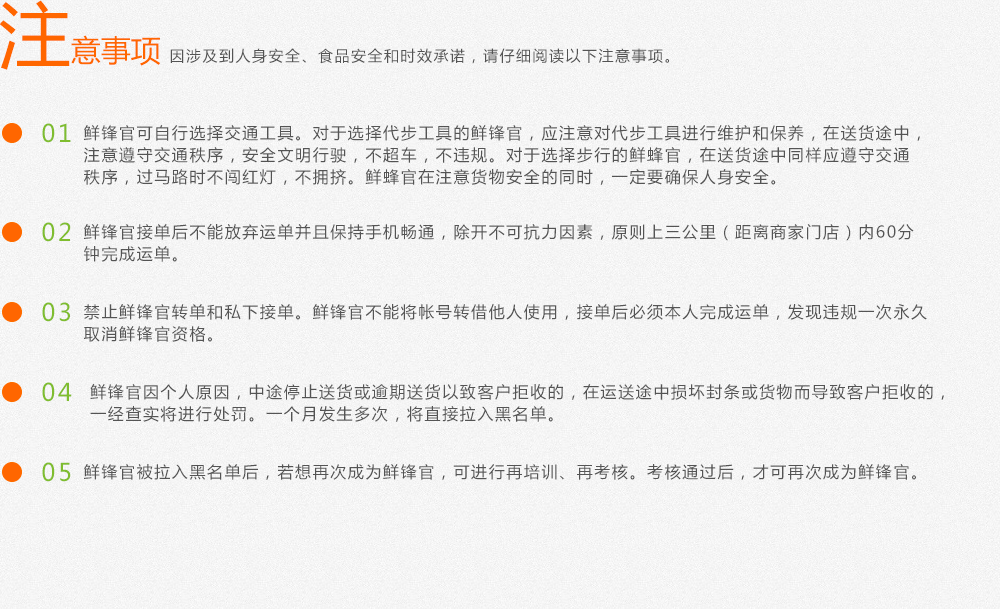 注意事项 因涉及到人身安全、食品安全和时效承诺，请仔细阅读以下注意事项。
01 鲜锋官可自行选择交通工具。对于选择代步工具的鲜锋官，应注意对代步工具进行维护和保养，在送货途中，
注意遵守交通秩序，安全文明行驶，不超车，不违规。对于选择步行的鲜蜂官，在送货途中同样应遵守交通
秩序，过马路时不闯红灯，不拥挤。鲜蜂官在注意货物安全的同时，一定要确保人身安全。
02 鲜锋官接单后不能放弃运单并且保持手机畅通，除开不可抗力因素，原则上三公里（距离商家门店）内60分
钟完成运单。
03 禁止鲜锋官转单和私下接单。鲜锋官不能将帐号转借他人使用，接单后必须本人完成运单，发现违规一次永久
取消鲜锋官资格。
04 鲜锋官因个人原因，中途停止送货或逾期送货以致客户拒收的，在运送途中损坏封条或货物而导致客户拒收的，
一经查实将进行处罚。一个月发生多次，将直接拉入黑名单。
05 鲜锋官被拉入黑名单后，若想再次成为鲜锋官，可进行再培训、再考核。考核通过后，才可再次成为鲜锋官。